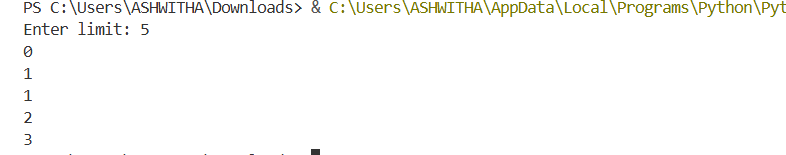 PS C:\Users\ASHWITHA\Downloads> & C:\Users\ASHWITHA\AppData\Local\Programs\Python\Pyt
Enter limit: 5
0
1
1
2
3